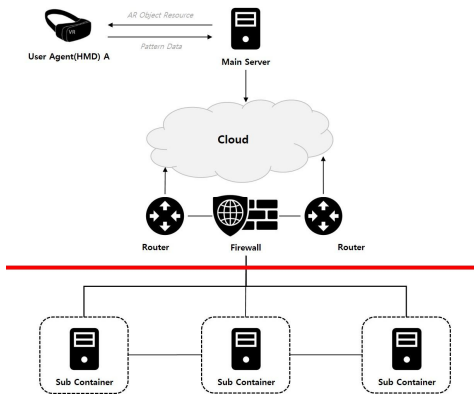 AR Object Resource
Pattern Data
User Agent(HMD) A
Main Server
Cloud
Router
Firewall
Router
Sub Container
Sub Container
Sub Container